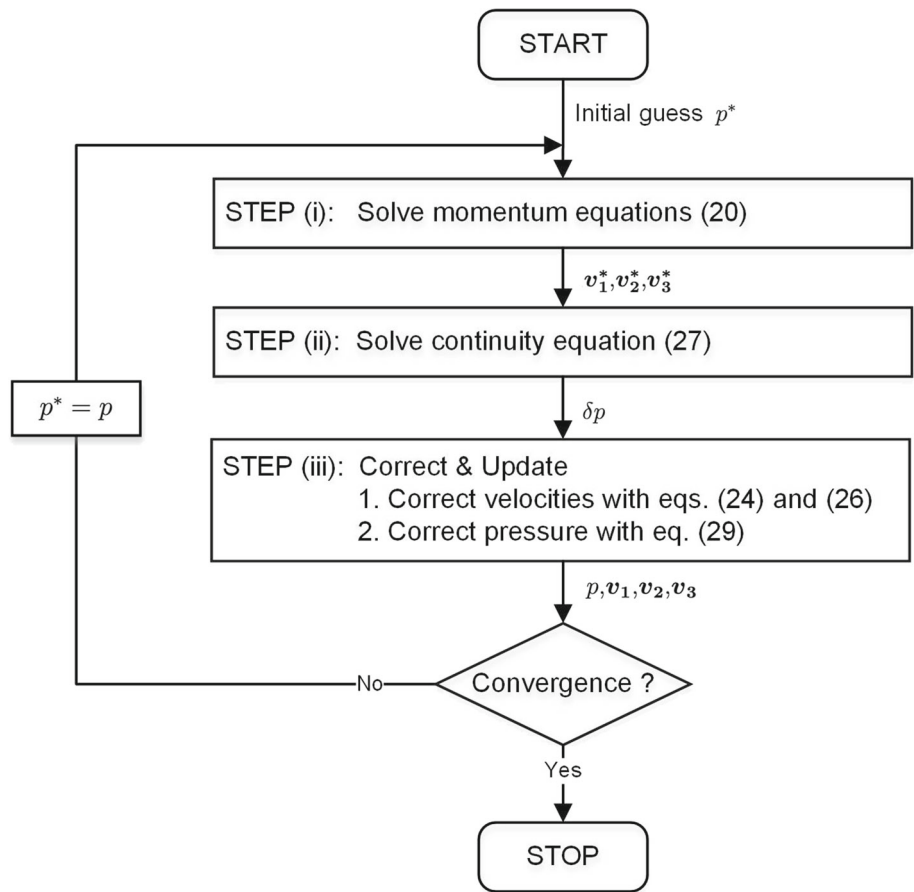 START
Initial guess p*
STEP (i): Solve momentum equations (20)
v₁*,v₂*,v₃*
STEP (ii): Solve continuity equation (27)
p* = p
δp
STEP (iii): Correct & Update
1. Correct velocities with eqs. (24) and (26)
2. Correct pressure with eq. (29)
p,v₁,v₂,v₃
No
Convergence ?
Yes
STOP